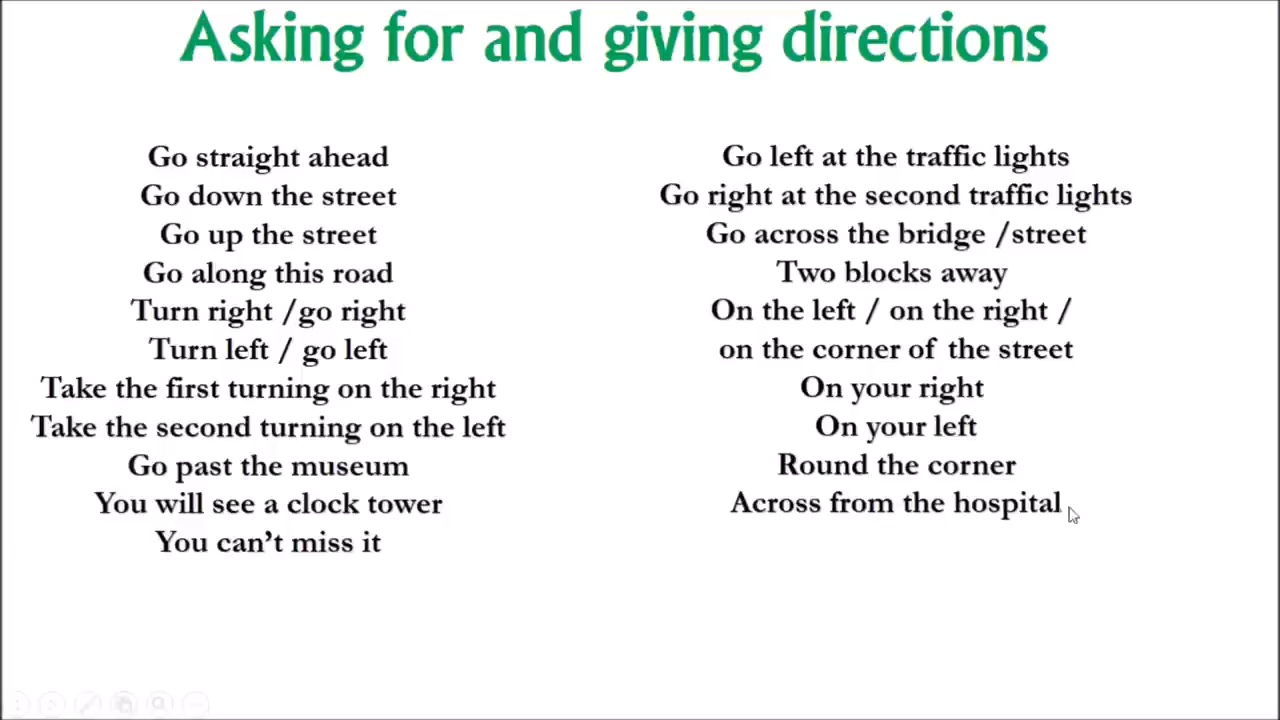 Asking for and giving directions
Go straight ahead
Go down the street
Go up the street
Go along this road
Turn right /go right
Turn left / go left
Take the first turning on the right
Take the second turning on the left
Go past the museum
You will see a clock tower
You can’t miss it
Go left at the traffic lights
Go right at the second traffic lights
Go across the bridge /street
Two blocks away
On the left / on the right /
on the corner of the street
On your right
On your left
Round the corner
Across from the hospital